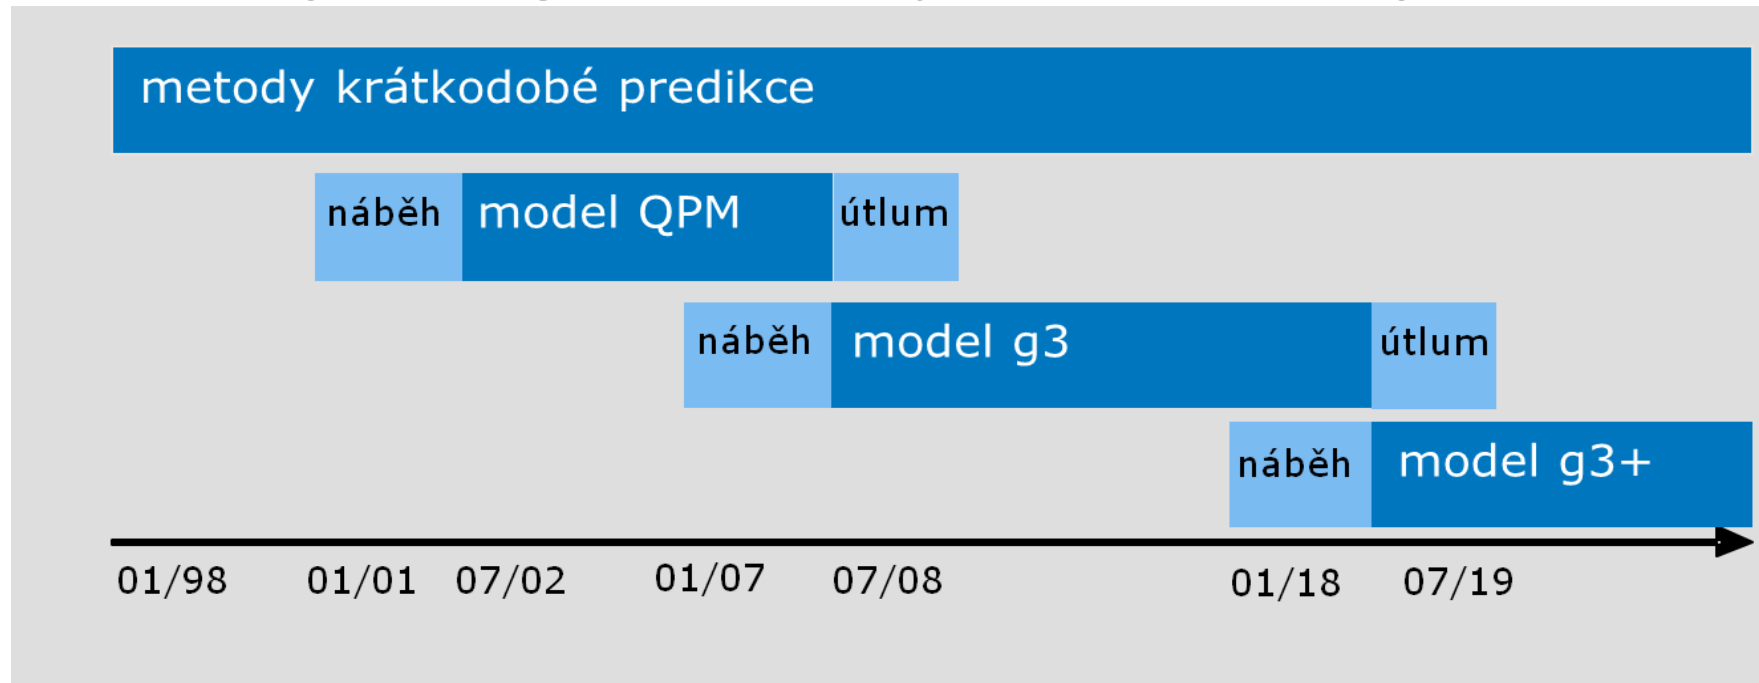 metody krátkodobé predikce
náběh model QPM útlum
náběh model g3 útlum
náběh model g3+
01/98 01/01 07/02 01/07 07/08 01/18 07/19